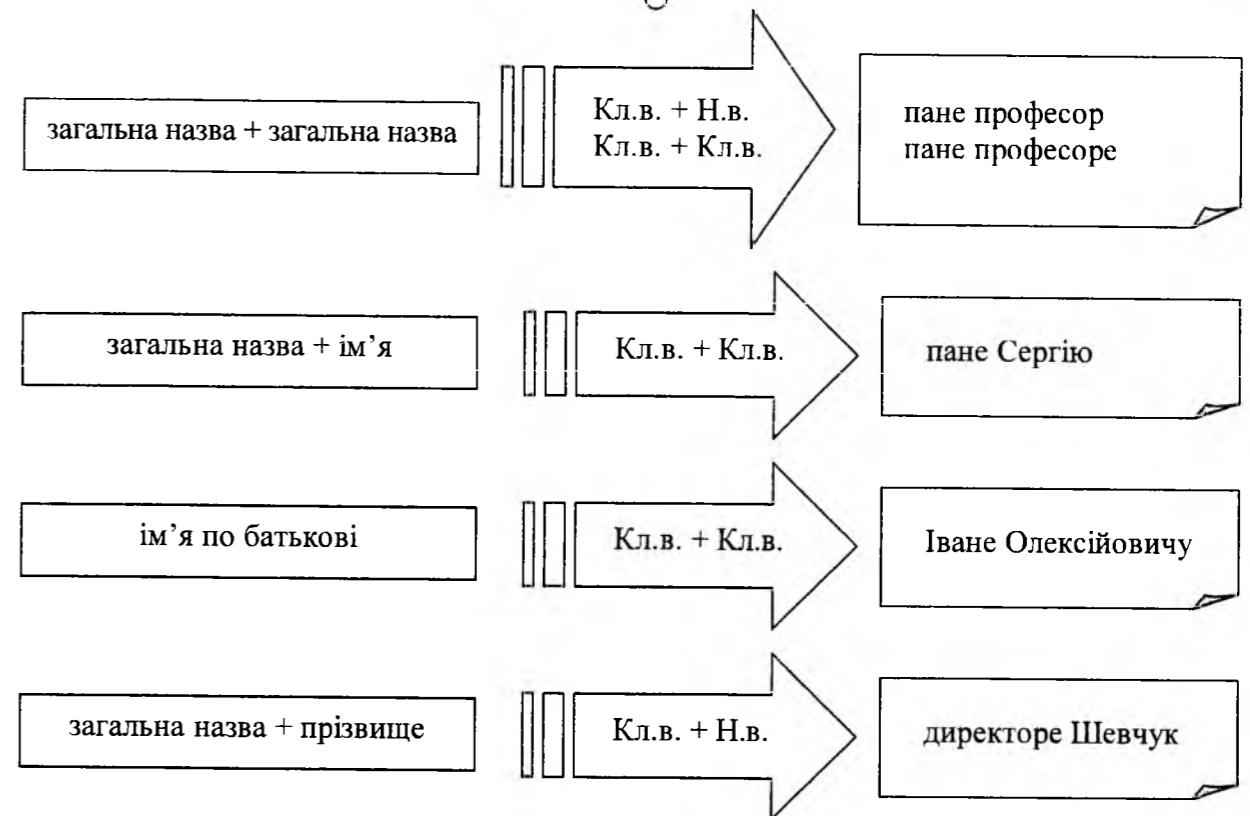 загальна назва + загальна назва
Кл.в. + Н.в.
Кл.в. + Кл.в.
пане професор
пане професоре
загальна назва + ім’я
Кл.в. + Кл.в.
пане Сергію
ім’я по батькові
Кл.в. + Кл.в.
Іване Олексійовичу
загальна назва + прізвище
Кл.в. + Н.в.
директоре Шевчук